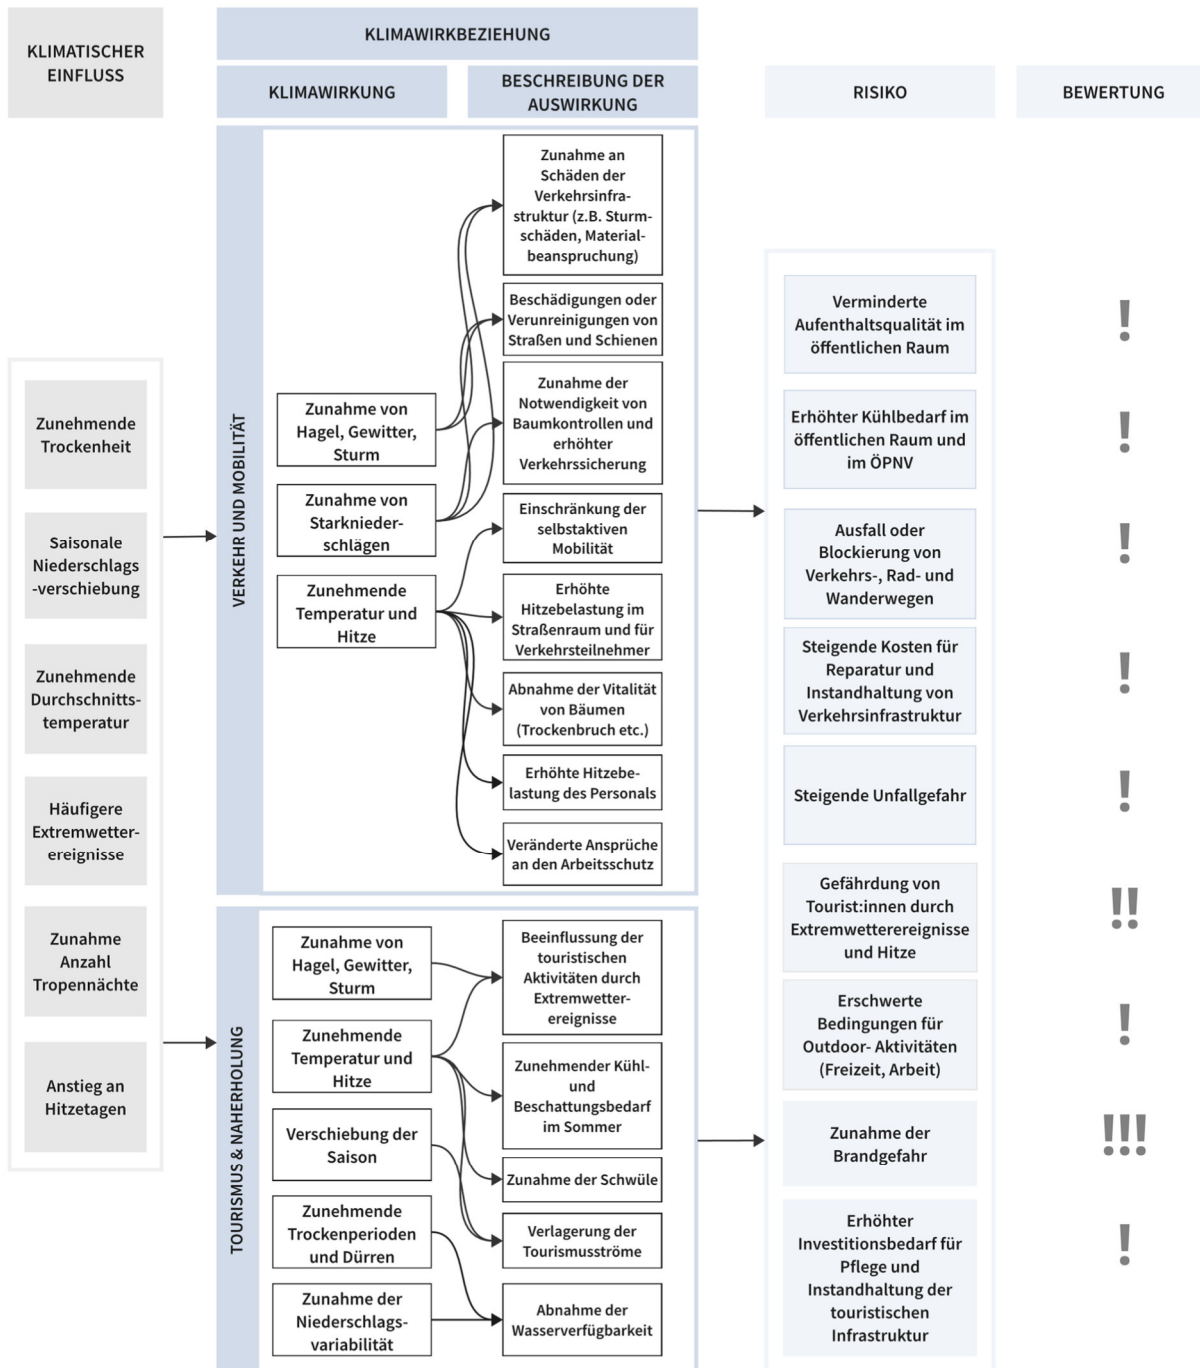 KLIMATISCHER
EINFLUSS
KLIMAWIRKBEZIEHUNG
KLIMAWIRKUNG
BESCHREIBUNG DER
AUSWIRKUNG
RISIKO
BEWERTUNG
Zunehmende
Trockenheit
Saisonale
Niederschlags
-verschiebung
Zunehmende
Durchschnitts-
temperatur
Häufigere
Extremwetter-
ereignisse
Zunahme
Anzahl
Tropennächte
Anstieg an
Hitzetagen
VERKEHR UND MOBILITÄT
Zunahme von
Hagel, Gewitter,
Sturm
Zunahme von
Starknieder-
schlägen
Zunehmende
Temperatur und
Hitze
Zunahme an
Schäden der
Verkehrsinfra-
struktur (z.B. Sturm-
schäden, Material-
beanspruchung)
Beschädigungen oder
Verunreinigungen von
Straßen und Schienen
Zunahme der
Notwendigkeit von
Baumkontrollen und
erhöhter
Verkehrssicherung
Einschränkung der
selbstaktiven
Mobilität
Erhöhte
Hitzebelastung im
Straßenraum und für
Verkehrsteilnehmer
Abnahme der Vitalität
von Bäumen
(Trockenbruch etc.)
Erhöhte Hitzebe-
lastung des Personals
Veränderte Ansprüche
an den Arbeitsschutz
TOURISMUS & NAHERHOLUNG
Zunahme von
Hagel, Gewitter,
Sturm
Zunehmende
Temperatur und
Hitze
Verschiebung der
Saison
Zunehmende
Trockenperioden
und Dürren
Zunahme der
Niederschlags-
variabilität
Beeinflussung der
touristischen
Aktivitäten durch
Extremwetter-
ereignisse
Zunehmender Kühl-
und
Beschattungsbedarf
im Sommer
Zunahme der Schwüle
Verlagerung der
Tourismusströme
Abnahme der
Wasserverfügbarkeit
Verminderte
Aufenthaltsqualität im
öffentlichen Raum
!
Erhöhter Kühlbedarf im
öffentlichen Raum und
im ÖPNV
!
Ausfall oder
Blockierung von
Verkehrs-, Rad- und
Wanderwegen
!
Steigende Kosten für
Reparatur und
Instandhaltung von
Verkehrsinfrastruktur
!
Steigende Unfallgefahr
!
Gefährdung von
Tourist:innen durch
Extremwetterereignisse
und Hitze
!!
Erschwerte
Bedingungen für
Outdoor- Aktivitäten
(Freizeit, Arbeit)
!
Zunahme der
Brandgefahr
!!!
Erhöhter
Investitionsbedarf für
Pflege und
Instandhaltung der
touristischen
Infrastruktur
!